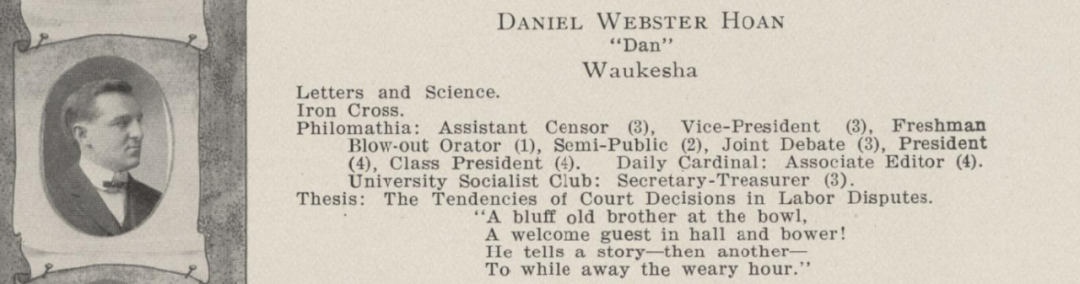 Daniel Webster Hoan
"Dan"
Waukesha
Letters and Science.
Iron Cross.
Philomathia: Assistant Censor (3), Vice-President (3), Freshman
Blow-out Orator (1), Semi-Public (2), Joint Debate (3), President
(4), Class President (4). Daily Cardinal: Associate Editor (4).
University Socialist Club: Secretary-Treasurer (3).
Thesis: The Tendencies of Court Decisions in Labor Disputes.
"A bluff old brother at the bowl,
A welcome guest in hall and bower!
He tells a story—then another—
To while away the weary hour."